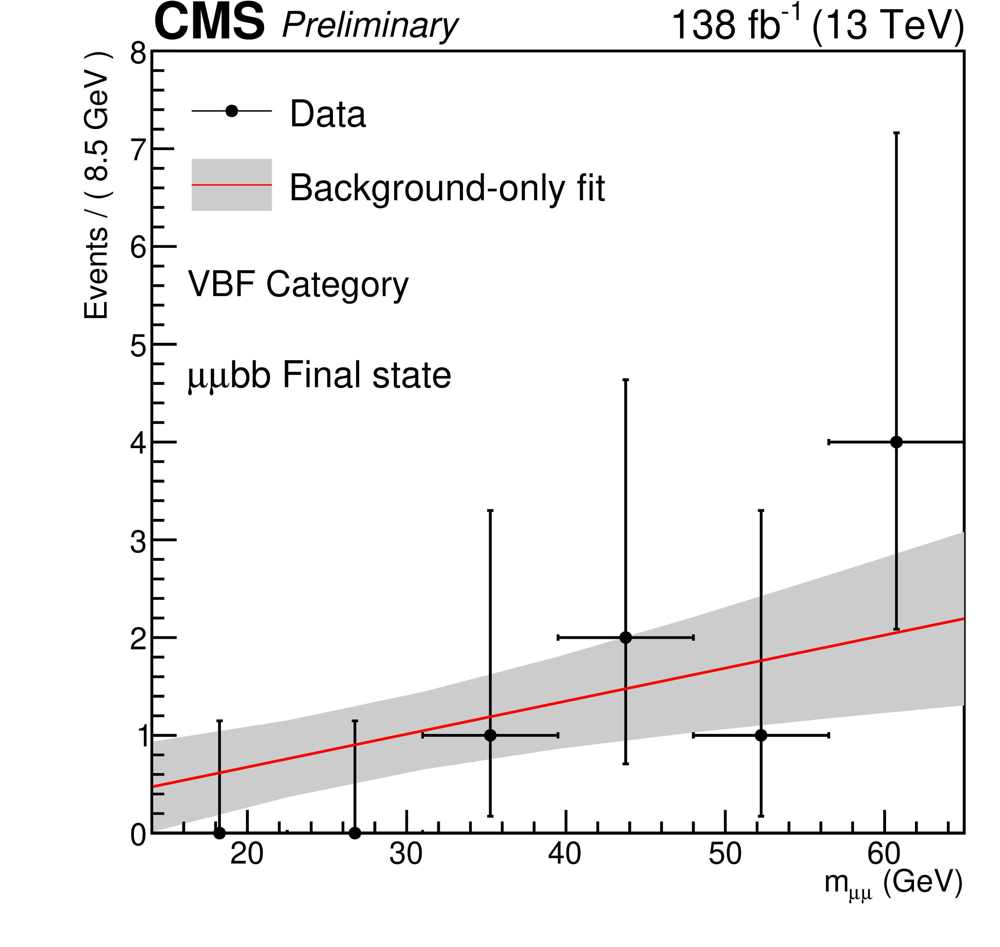 CMS Preliminary 138 fb-1 (13 TeV)
Events / ( 8.5 GeV )
8
7
6
5
4
3
2
1
0
Data
Background-only fit
VBF Category
μμbb Final state
20 30 40 50 60
mμμ (GeV)